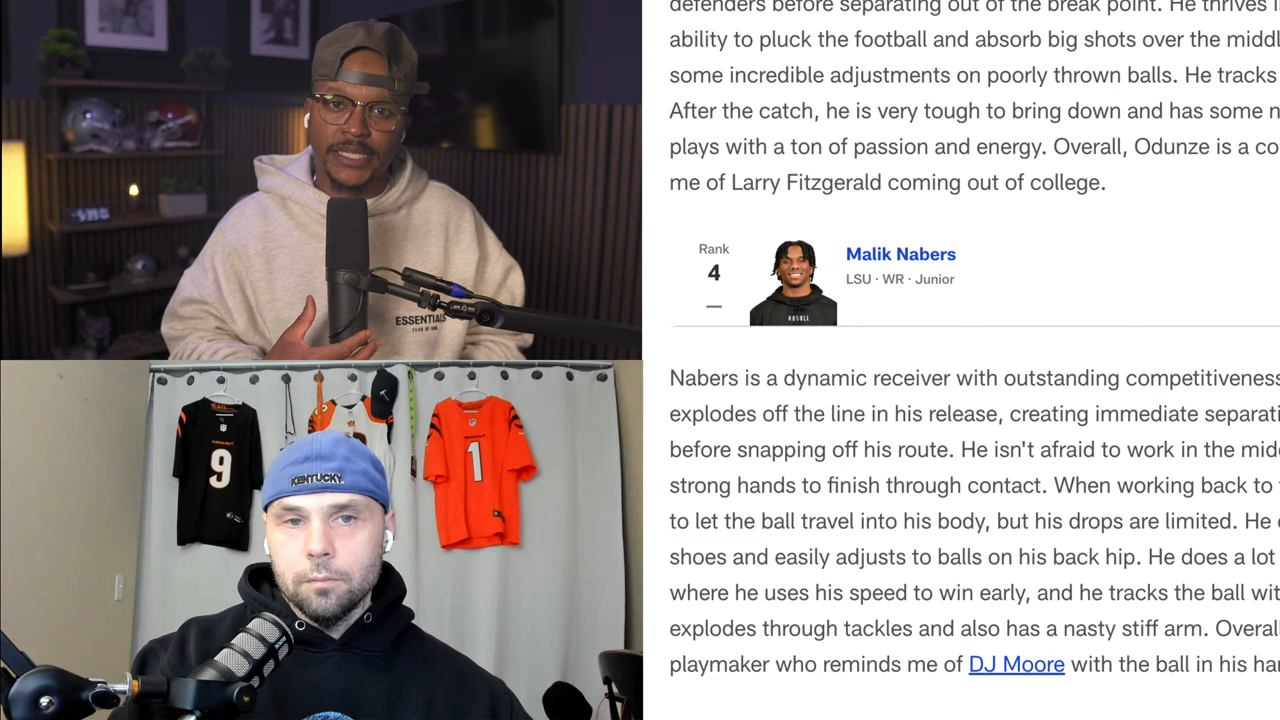 defenders before separating out of the break point. He thrives i
ability to pluck the football and absorb big shots over the middl
some incredible adjustments on poorly thrown balls. He tracks
After the catch, he is very tough to bring down and has some n
plays with a ton of passion and energy. Overall, Odunze is a co
me of Larry Fitzgerald coming out of college.
Rank
4
—
Malik Nabers
LSU · WR · Junior
Nabers is a dynamic receiver with outstanding competitiveness
explodes off the line in his release, creating immediate separati
before snapping off his route. He isn't afraid to work in the mid
strong hands to finish through contact. When working back to
to let the ball travel into his body, but his drops are limited. He
shoes and easily adjusts to balls on his back hip. He does a lot
where he uses his speed to win early, and he tracks the ball wit
explodes through tackles and also has a nasty stiff arm. Overal
playmaker who reminds me of DJ Moore with the ball in his ha
ESSENTIALS
FEAR OF GOD
KENTUCKY
9
1